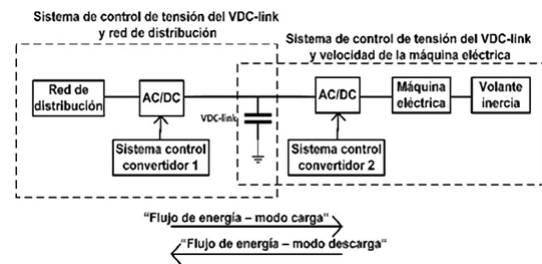 Sistema de control de tensión del VDC-link
y red de distribución
Sistema de control de tensión del VDC-link
y velocidad de la máquina eléctrica
Red de
distribución
AC/DC
VDC-link
AC/DC
Máquina
eléctrica
Volante
inercia
Sistema control
convertidor 1
Sistema control
convertidor 2
"Flujo de energía – modo carga"
"Flujo de energía – modo descarga"